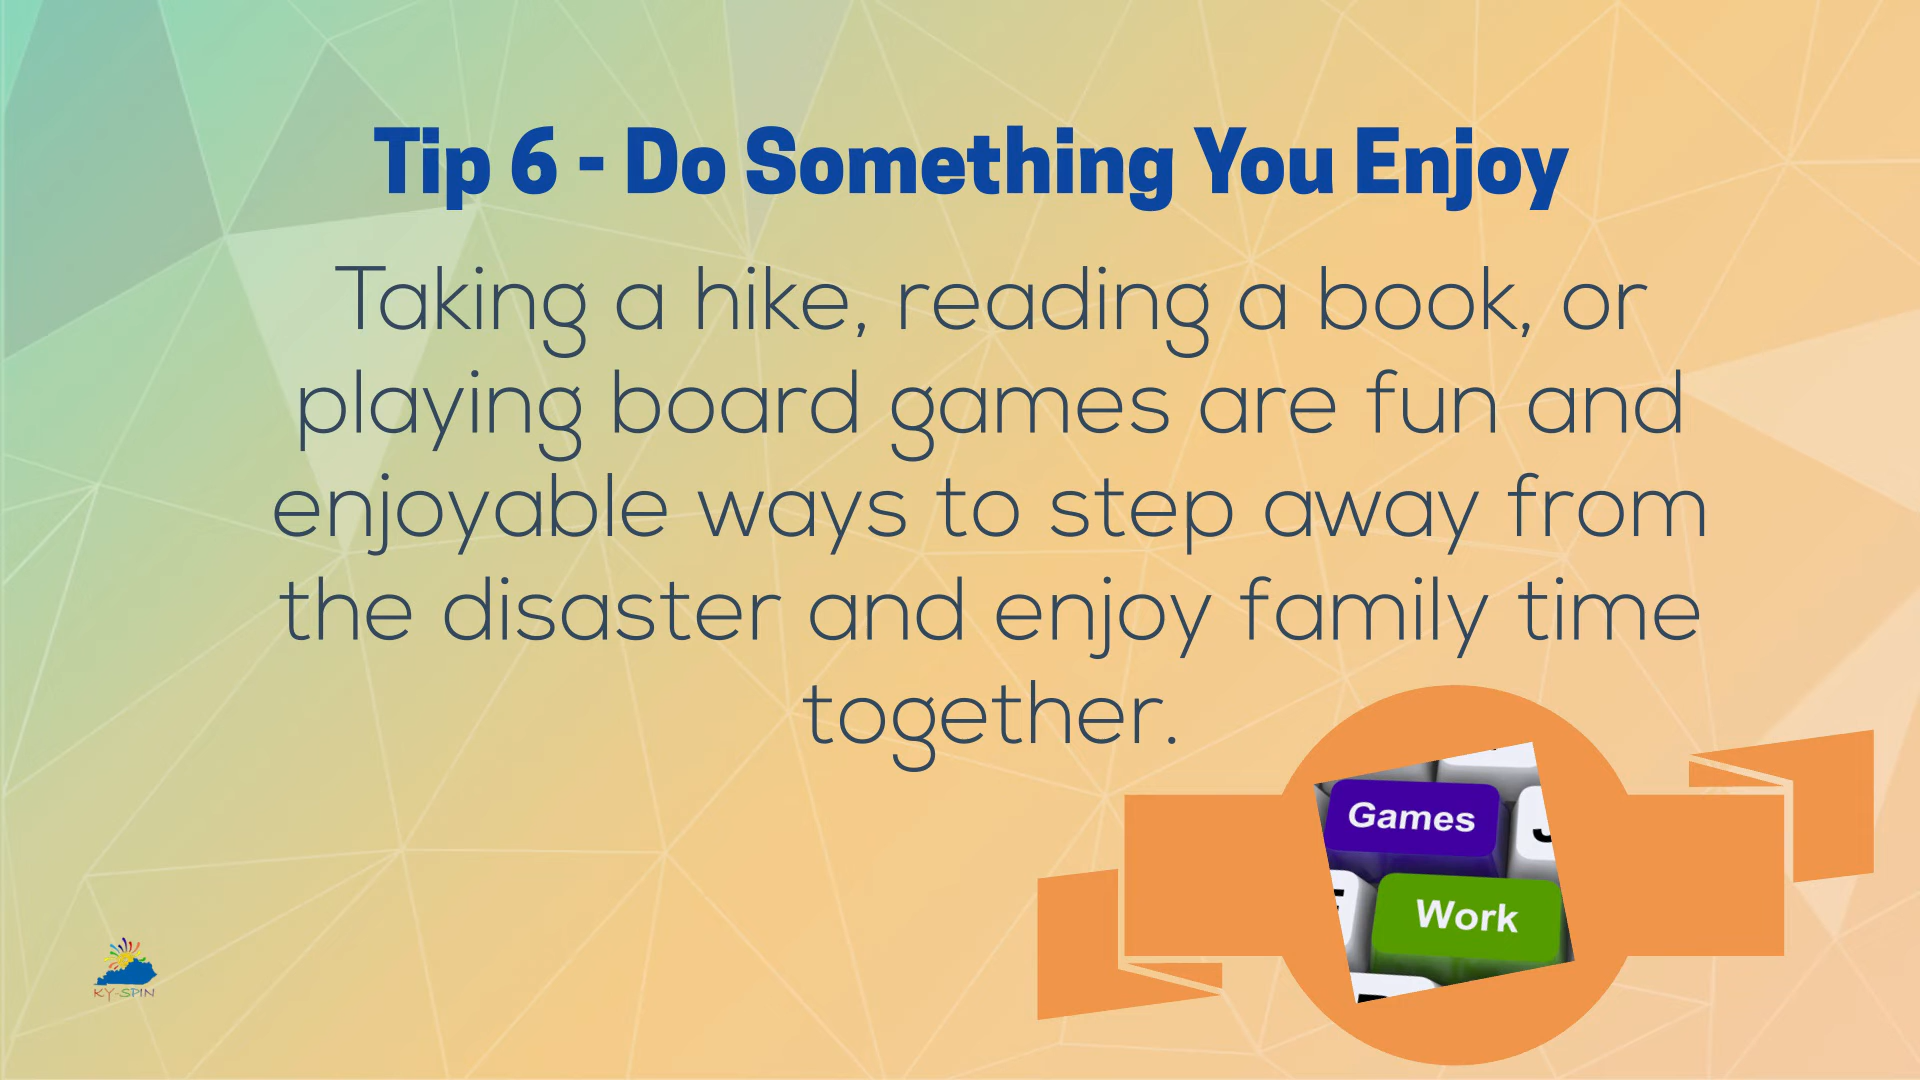 Tip 6 - Do Something You Enjoy
Taking a hike, reading a book, or
playing board games are fun and
enjoyable ways to step away from
the disaster and enjoy family time
together.
Games
Work
KY-SPIN